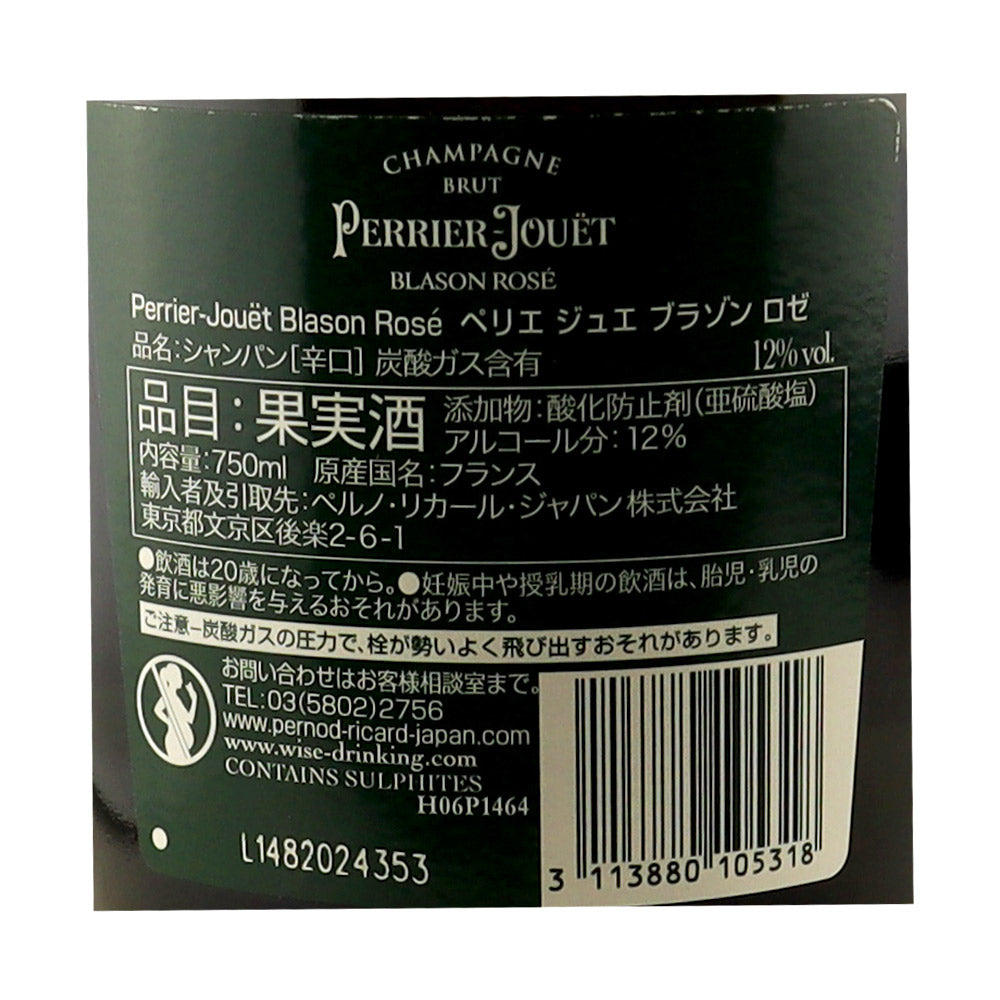 CHAMPAGNE
BRUT
PERRIER-JOUËT
BLASON ROSÉ
Perrier-Jouët Blason Rosé ペリエ ジュエ ブラゾン ロゼ
品名:シャンパン[辛口] 炭酸ガス含有 12% vol.
品目:果実酒 添加物:酸化防止剤(亜硫酸塩)
アルコール分:12%
内容量:750ml 原産国名:フランス
輸入者及引取先:ペルノ・リカール・ジャパン株式会社
東京都文京区後楽2-6-1
●飲酒は20歳になってから。●妊娠中や授乳期の飲酒は、胎児・乳児の
発育に悪影響を与えるおそれがあります。
ご注意−炭酸ガスの圧力で、栓が勢いよく飛び出すおそれがあります。
お問い合わせはお客様相談室まで。
TEL:03(5802)2756
www.pernod-ricard-japan.com
www.wise-drinking.com
CONTAINS SULPHITES
H06P1464
L1482024353
3 113880 105318